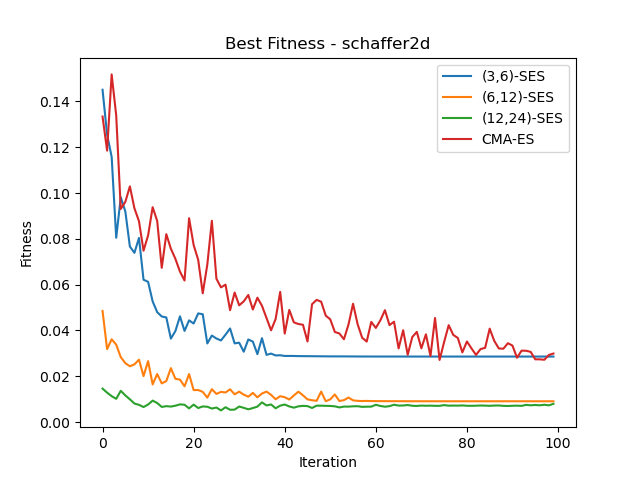 Best Fitness - schaffer2d
(3,6)-SES
(6,12)-SES
(12,24)-SES
CMA-ES
Fitness
0.14
0.12
0.10
0.08
0.06
0.04
0.02
0.00
0 20 40 60 80 100
Iteration